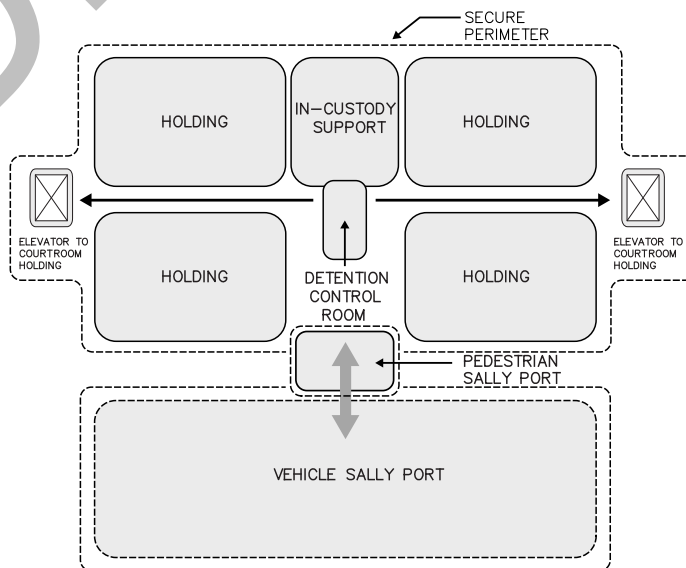 SECURE
PERIMETER
HOLDING
IN-CUSTODY
SUPPORT
HOLDING
ELEVATOR TO
COURTROOM
HOLDING
ELEVATOR TO
COURTROOM
HOLDING
HOLDING
DETENTION
CONTROL
ROOM
HOLDING
PEDESTRIAN
SALLY PORT
VEHICLE SALLY PORT